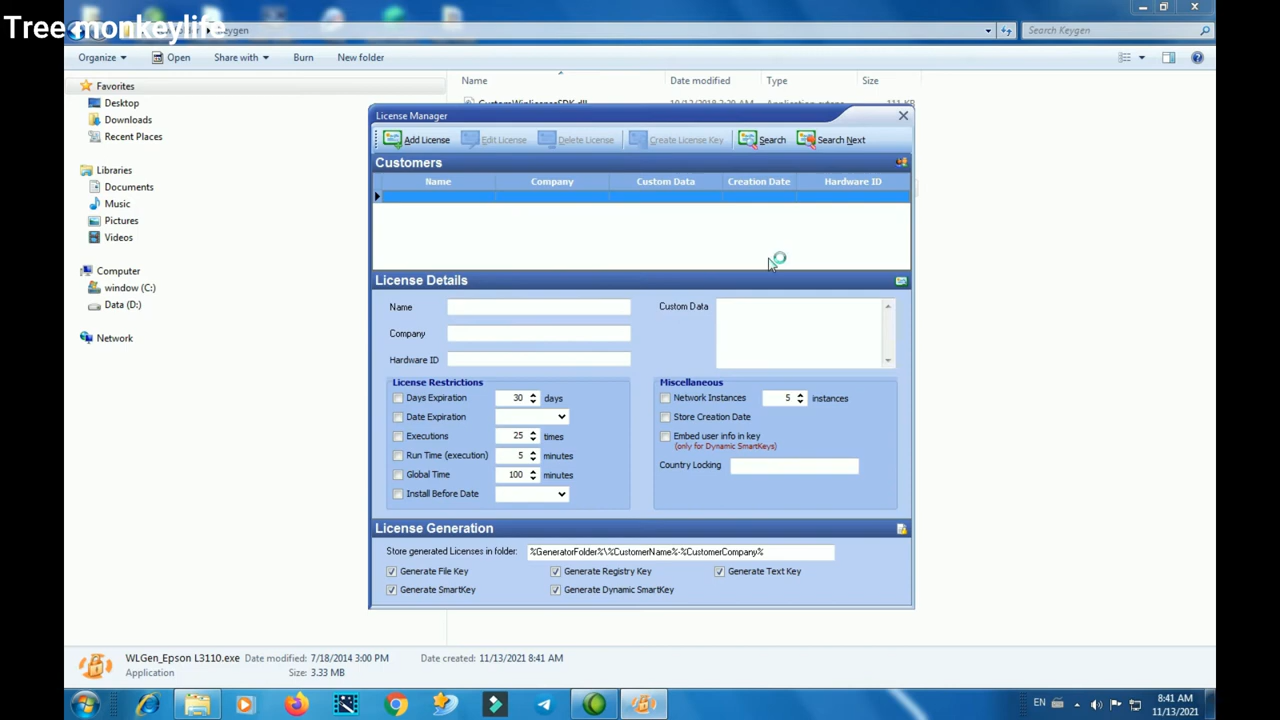 Tree monkeylife
Keygen
Search Keygen
Organize
Open
Share with
Burn
New folder
Favorites
Desktop
Downloads
Recent Places
Libraries
Documents
Music
Pictures
Videos
Computer
window (C:)
Data (D:)
Network
Name Date modified Type Size
License Manager
Add License Edit License Delete License Create License Key Search Search Next
Customers
Name Company Custom Data Creation Date Hardware ID
License Details
Name
Custom Data
Company
Hardware ID
License Restrictions
Days Expiration 30 days
Date Expiration
Executions 25 times
Run Time (execution) 5 minutes
Global Time 100 minutes
Install Before Date
Miscellaneous
Network Instances 5 instances
Store Creation Date
Embed user info in key
(only for Dynamic SmartKeys)
Country Locking
License Generation
Store generated Licenses in folder: %GeneratorFolder%\%CustomerName%-%CustomerCompany%
Generate File Key Generate Registry Key Generate Text Key
Generate SmartKey Generate Dynamic SmartKey
WLGen_Epson L3110.exe Date modified: 7/18/2014 3:00 PM Date created: 11/13/2021 8:41 AM
Application Size: 3.33 MB
EN
8:41 AM
11/13/2021